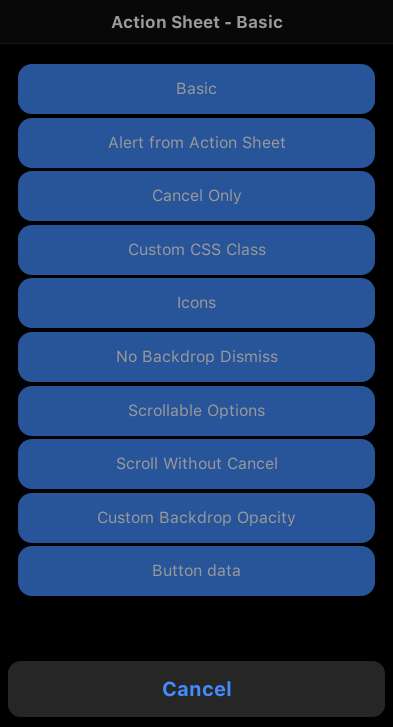 Action Sheet - Basic
Basic
Alert from Action Sheet
Cancel Only
Custom CSS Class
Icons
No Backdrop Dismiss
Scrollable Options
Scroll Without Cancel
Custom Backdrop Opacity
Button data
Cancel